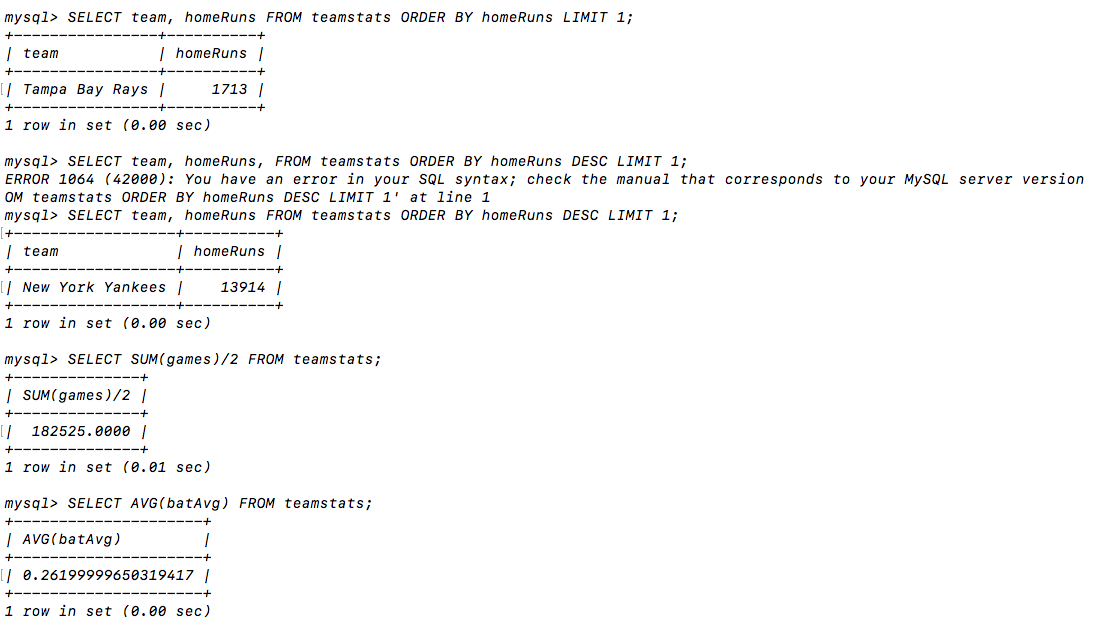 mysql> SELECT team, homeRuns FROM teamstats ORDER BY homeRuns LIMIT 1;
+----------------+----------+
| team           | homeRuns |
+----------------+----------+
[| Tampa Bay Rays |     1713 |
+----------------+----------+
1 row in set (0.00 sec)

mysql> SELECT team, homeRuns, FROM teamstats ORDER BY homeRuns DESC LIMIT 1;
ERROR 1064 (42000): You have an error in your SQL syntax; check the manual that corresponds to your MySQL server version
OM teamstats ORDER BY homeRuns DESC LIMIT 1' at line 1
mysql> SELECT team, homeRuns FROM teamstats ORDER BY homeRuns DESC LIMIT 1;
[+------------------+----------+
| team             | homeRuns |
+------------------+----------+
[| New York Yankees |    13914 |
+------------------+----------+
1 row in set (0.00 sec)

mysql> SELECT SUM(games)/2 FROM teamstats;
+--------------+
| SUM(games)/2 |
+--------------+
[|  182525.0000 |
+--------------+
1 row in set (0.01 sec)

mysql> SELECT AVG(batAvg) FROM teamstats;
+---------------------+
| AVG(batAvg)         |
+---------------------+
[| 0.26199999650319417 |
+---------------------+
1 row in set (0.00 sec)